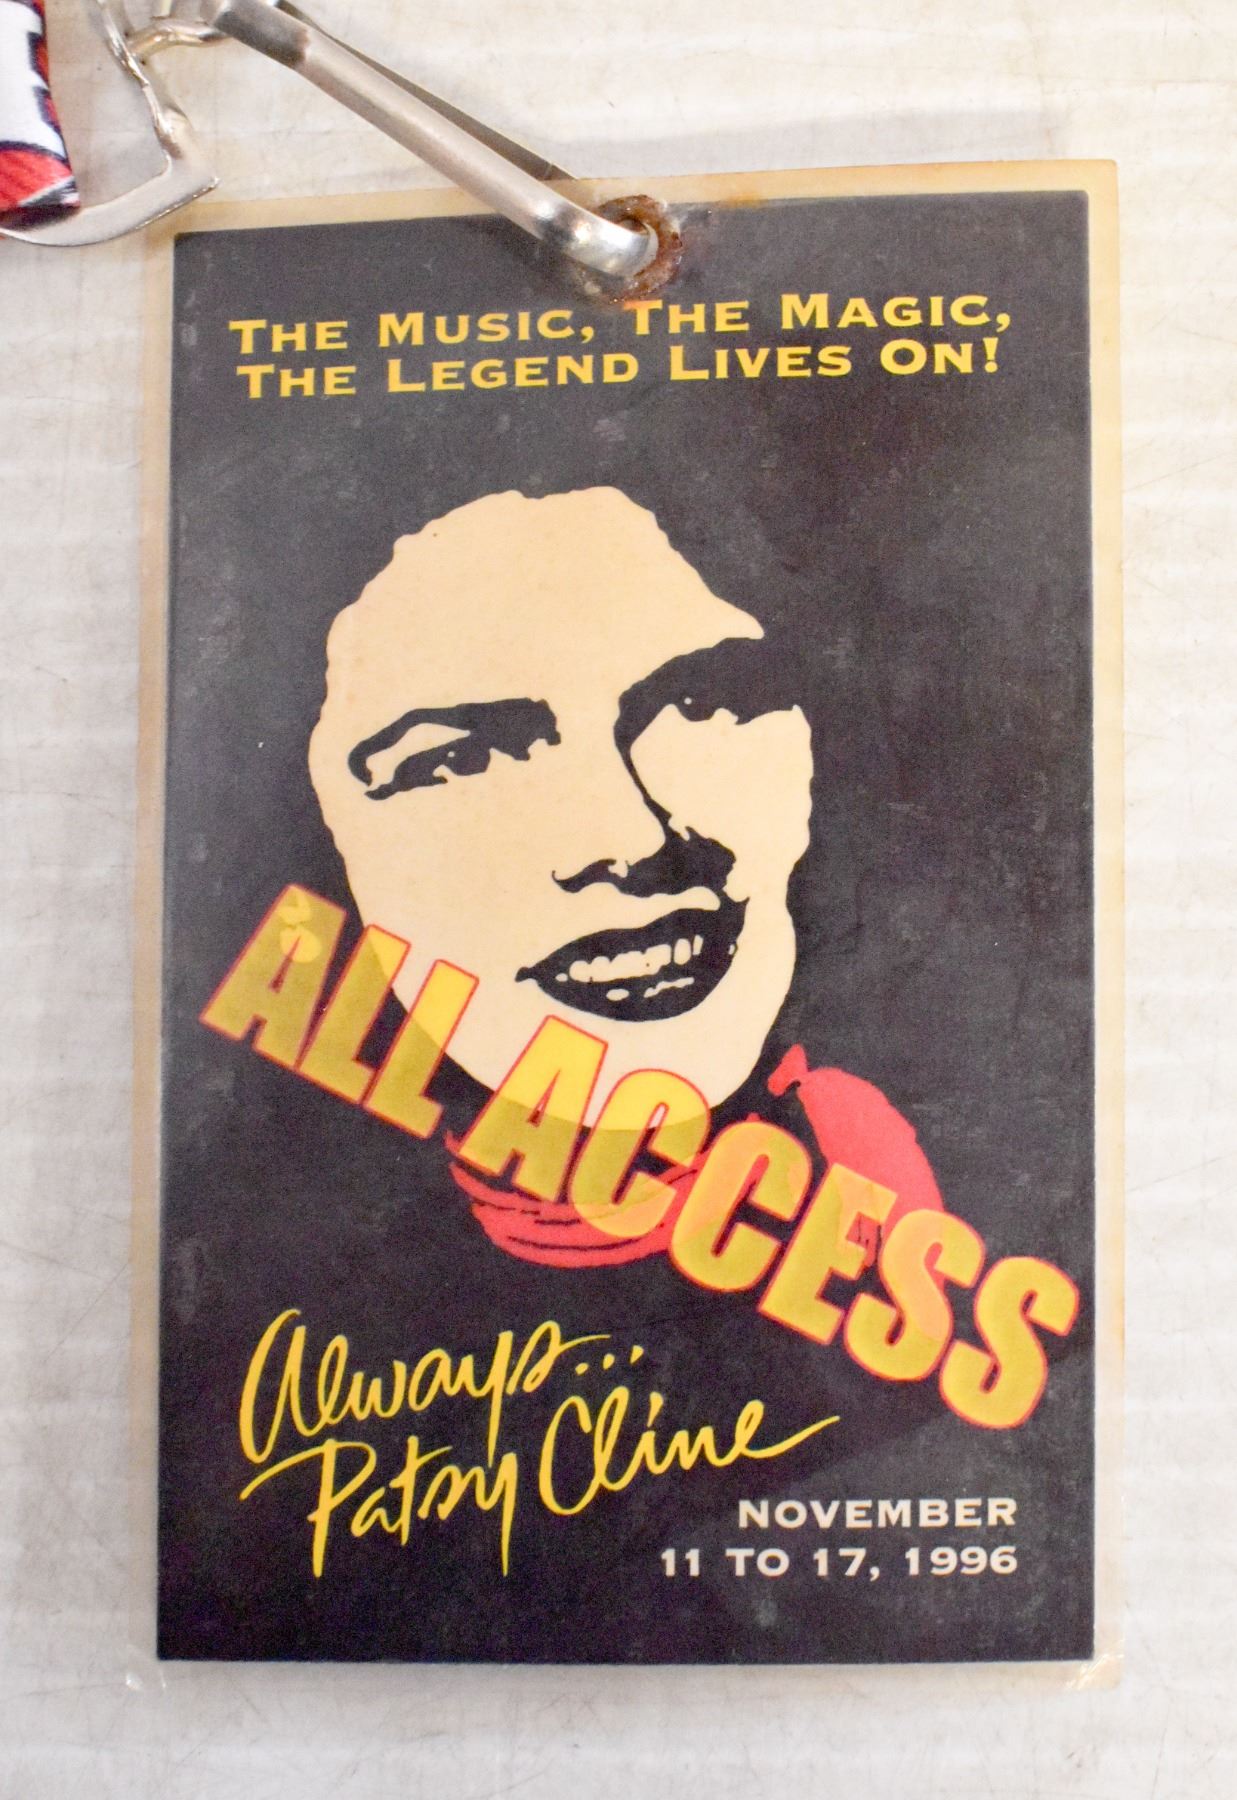 THE MUSIC, THE MAGIC,
THE LEGEND LIVES ON!
ALL ACCESS
Always...
Patsy Cline
NOVEMBER
11 TO 17, 1996